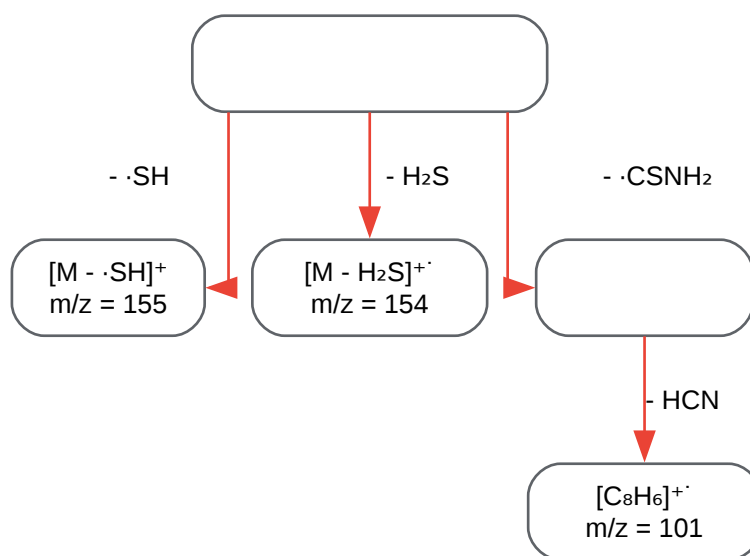 - ·SH
- H₂S
- ·CSNH₂
[M - ·SH]⁺
m/z = 155
[M - H₂S]⁺˙
m/z = 154
- HCN
[C₈H₆]⁺˙
m/z = 101